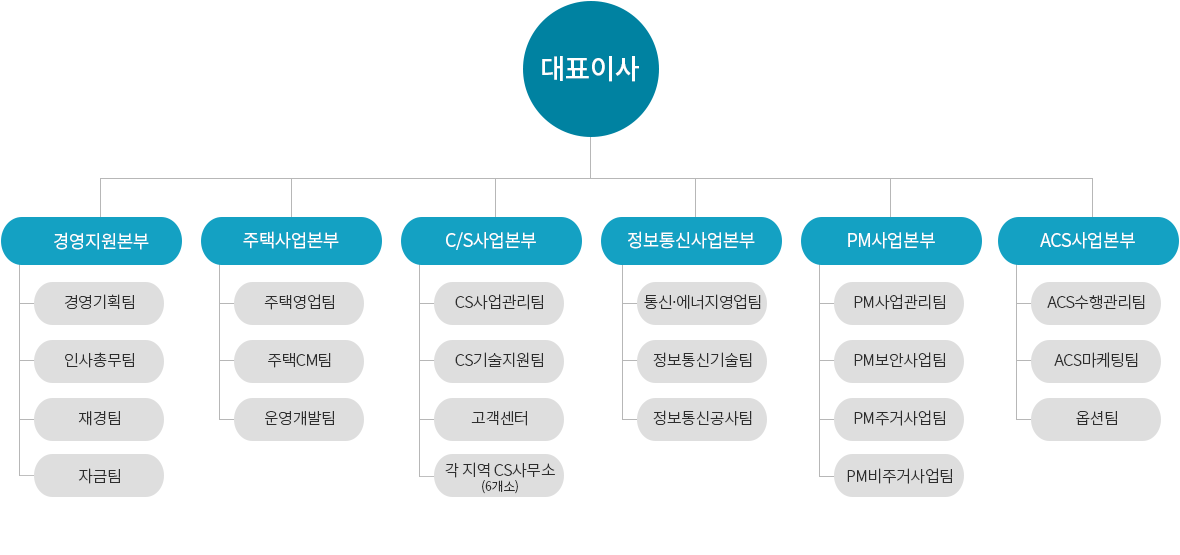 대표이사
경영지원본부
경영기획팀
인사총무팀
재경팀
자금팀
주택사업본부
주택영업팀
주택CM팀
운영개발팀
C/S사업본부
CS사업관리팀
CS기술지원팀
고객센터
각 지역 CS사무소
(6개소)
정보통신사업본부
통신·에너지영업팀
정보통신기술팀
정보통신공사팀
PM사업본부
PM사업관리팀
PM보안사업팀
PM주거사업팀
PM비주거사업팀
ACS사업본부
ACS수행관리팀
ACS마케팅팀
옵션팀